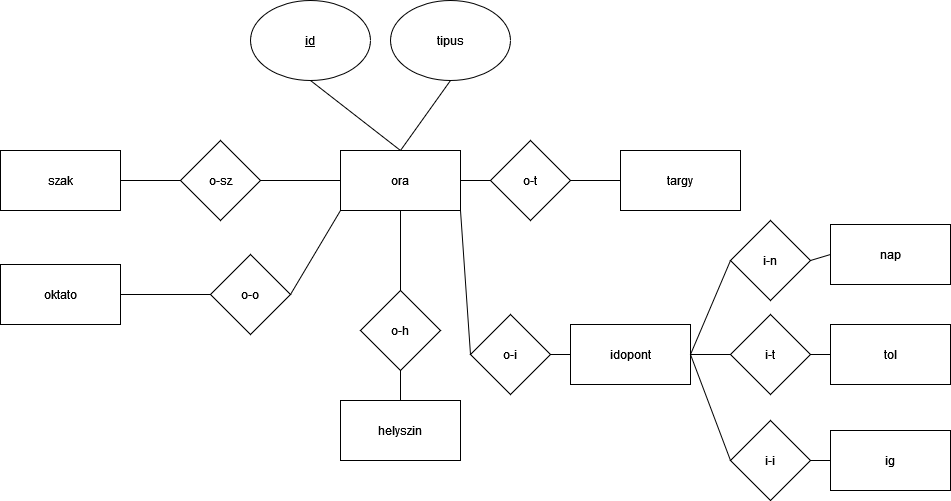 id
tipus
szak
o-sz
ora
o-t
targy
oktato
o-o
o-h
helyszin
o-i
idopont
i-n
nap
i-t
tol
i-i
ig